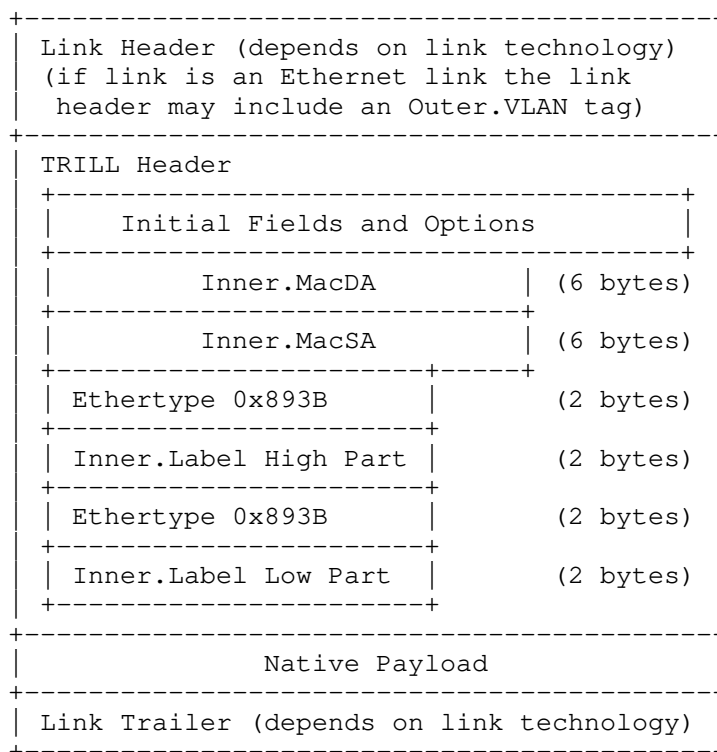 Link Header (depends on link technology)
(if link is an Ethernet link the link
header may include an Outer.VLAN tag)
TRILL Header
Initial Fields and Options
Inner.MacDA (6 bytes)
Inner.MacSA (6 bytes)
Ethertype 0x893B (2 bytes)
Inner.Label High Part (2 bytes)
Ethertype 0x893B (2 bytes)
Inner.Label Low Part (2 bytes)
Native Payload
Link Trailer (depends on link technology)